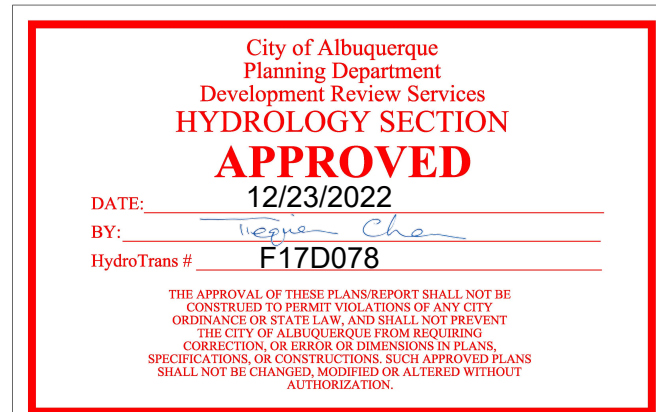 City of Albuquerque
Planning Department
Development Review Services
HYDROLOGY SECTION
APPROVED
DATE: 12/23/2022
BY: Chen
HydroTrans # F17D078
THE APPROVAL OF THESE PLANS/REPORT SHALL NOT BE
CONSTRUED TO PERMIT VIOLATIONS OF ANY CITY
ORDINANCE OR STATE LAW, AND SHALL NOT PREVENT
THE CITY OF ALBUQUERQUE FROM REQUIRING
CORRECTION, OR ERROR OR DIMENSIONS IN PLANS,
SPECIFICATIONS, OR CONSTRUCTIONS. SUCH APPROVED PLANS
SHALL NOT BE CHANGED, MODIFIED OR ALTERED WITHOUT
AUTHORIZATION.